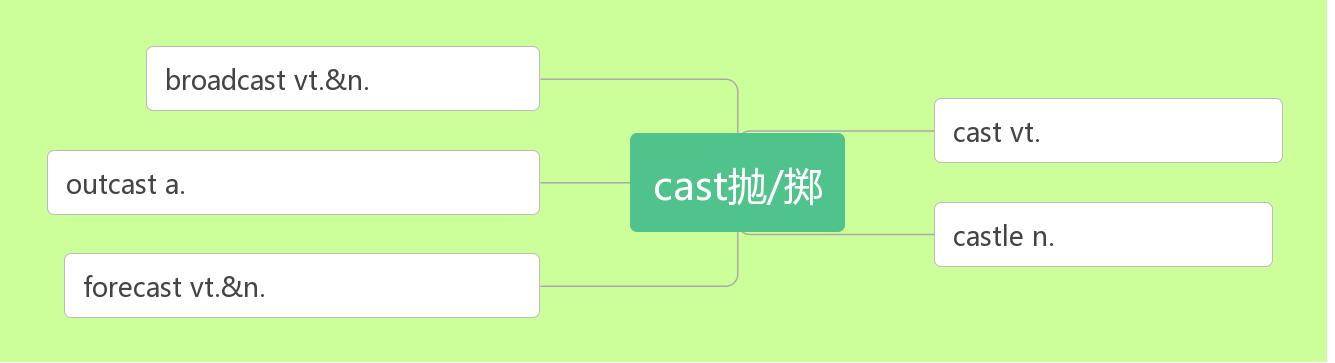 broadcast vt.&n.
outcast a.
forecast vt.&n.
cast抛/掷
cast vt.
castle n.